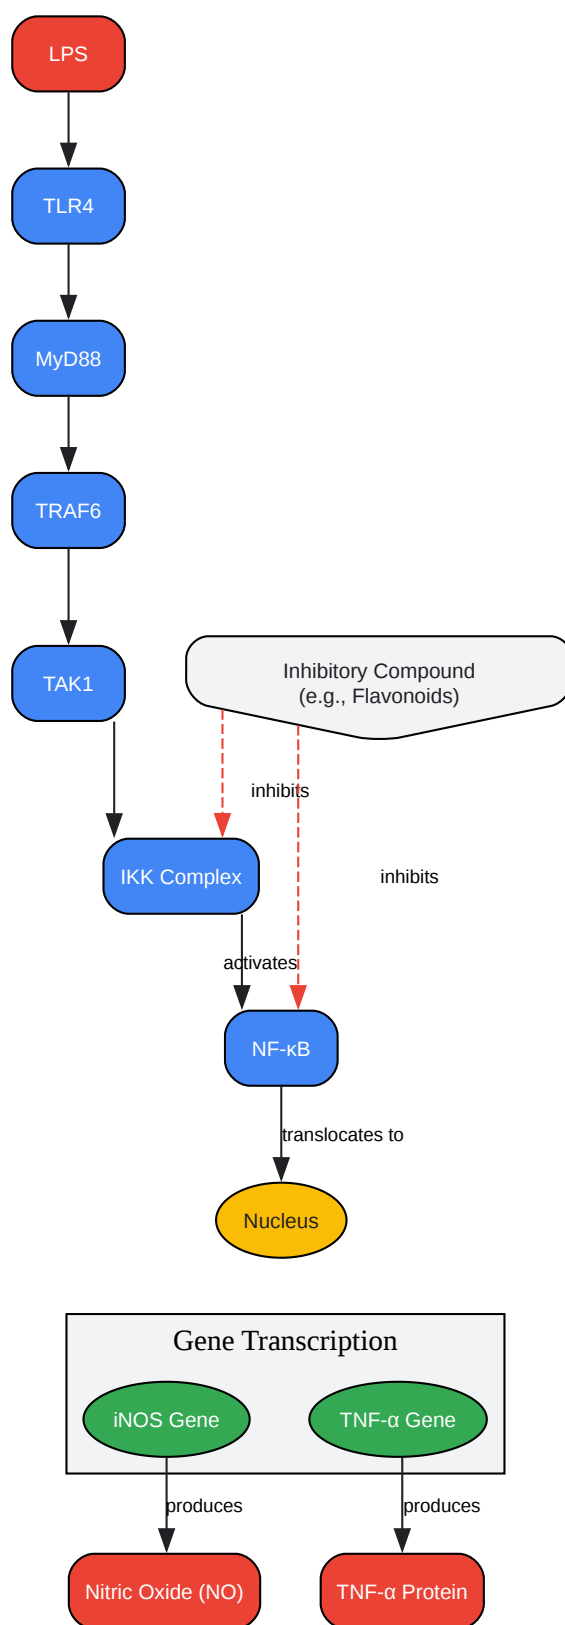 LPS
TLR4
MyD88
TRAF6
TAK1
Inhibitory Compound
(e.g., Flavonoids)
inhibits
IKK Complex
inhibits
activates
NF-κB
translocates to
Nucleus
Gene Transcription
iNOS Gene
TNF-α Gene
produces
produces
Nitric Oxide (NO)
TNF-α Protein